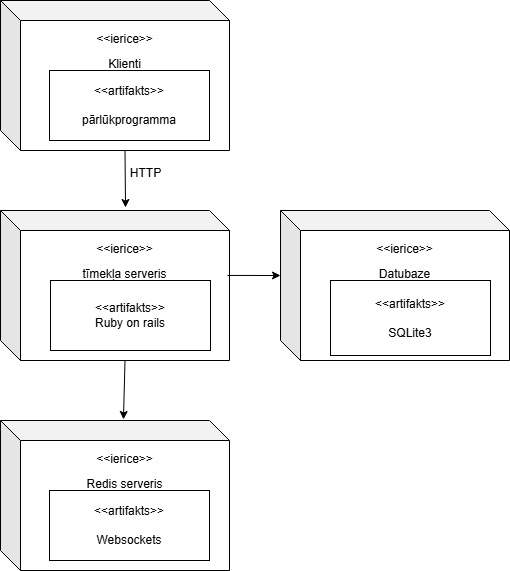 <<ierice>>
Klienti
<<artifakts>>
pārlūkprogramma
HTTP
<<ierice>>
tīmekļa serveris
<<artifakts>>
Ruby on rails
<<ierice>>
Datubaze
<<artifakts>>
SQLite3
<<ierice>>
Redis serveris
<<artifakts>>
Websockets